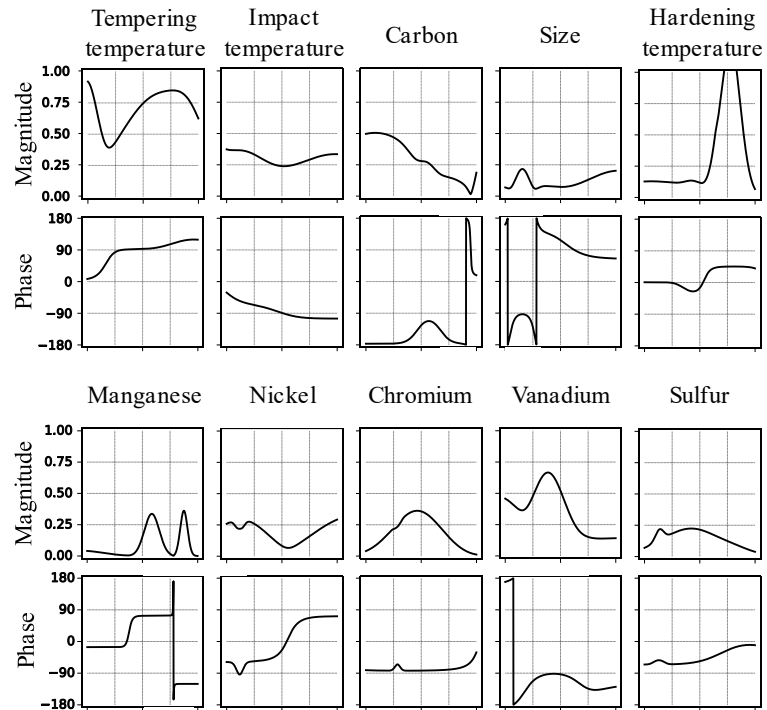 Tempering temperature
Impact temperature
Carbon
Size
Hardening temperature
Magnitude
1.00
0.75
0.50
0.25
0.00
Phase
180
90
0
−90
−180
Manganese
Nickel
Chromium
Vanadium
Sulfur
Magnitude
1.00
0.75
0.50
0.25
0.00
Phase
180
90
0
−90
−180